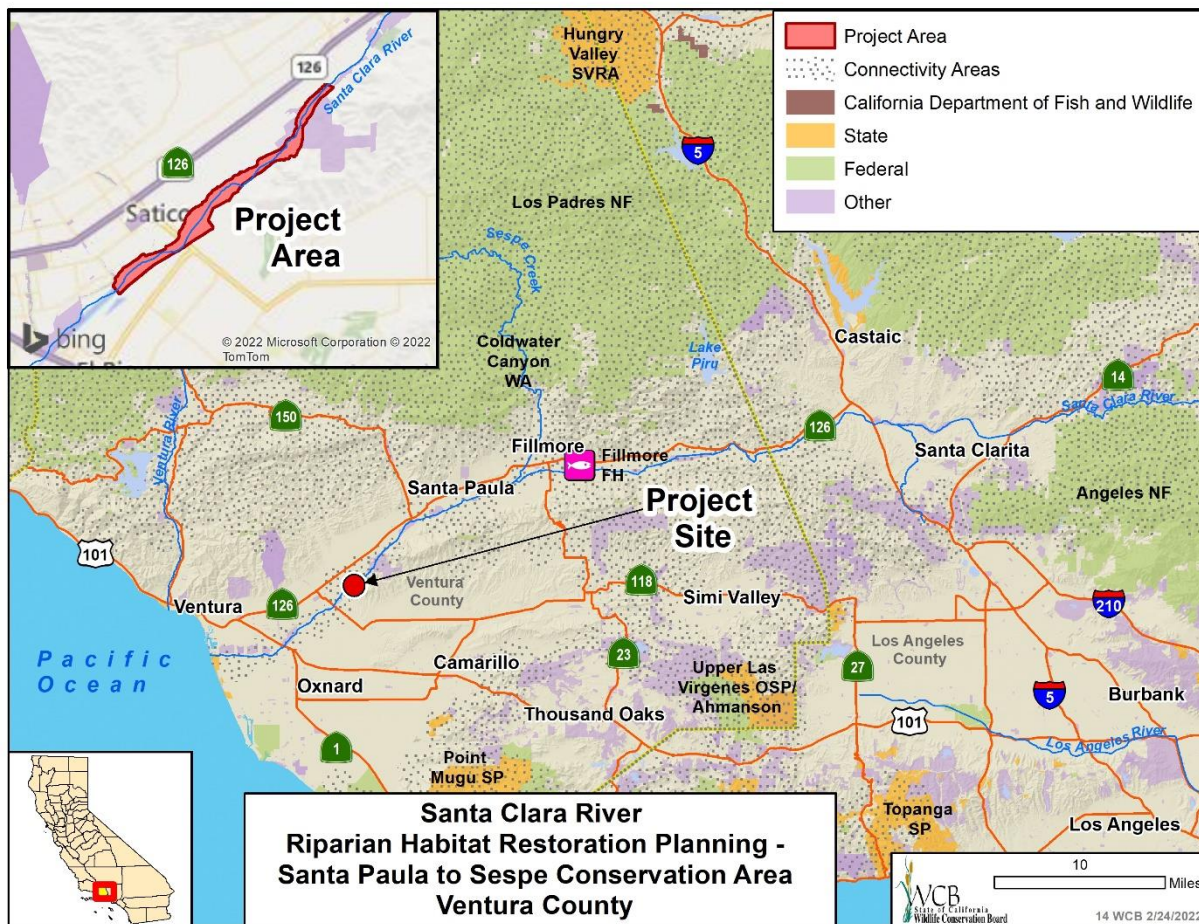 126
Santa Clara River
126
Satico
Project
Area
bing
© 2022 Microsoft Corporation © 2022
TomTom
Project Area
Connectivity Areas
California Department of Fish and Wildlife
State
Federal
Other
Hungry
Valley
SVRA
5
Los Padres NF
Sespe Creek
Coldwater
Canyon
WA
Lake
Piru
Castaic
14
Santa Clara River
150
Ventura River
126
Fillmore
Fillmore
FH
Santa Clarita
Santa Paula
Angeles NF
Project
Site
101
Ventura
County
118
Simi Valley
210
Ventura
126
Los Angeles
County
Pacific
Ocean
Camarillo
23
Upper Las
Virgenes OSP/
Ahmanson
27
5
Burbank
Oxnard
Thousand Oaks
101
Los Angeles River
1
Point
Mugu SP
Topanga
SP
Los Angeles
Santa Clara River
Riparian Habitat Restoration Planning -
Santa Paula to Sespe Conservation Area
Ventura County
WCB
State of California
Wildlife Conservation Board
10
Miles
14 WCB 2/24/2022